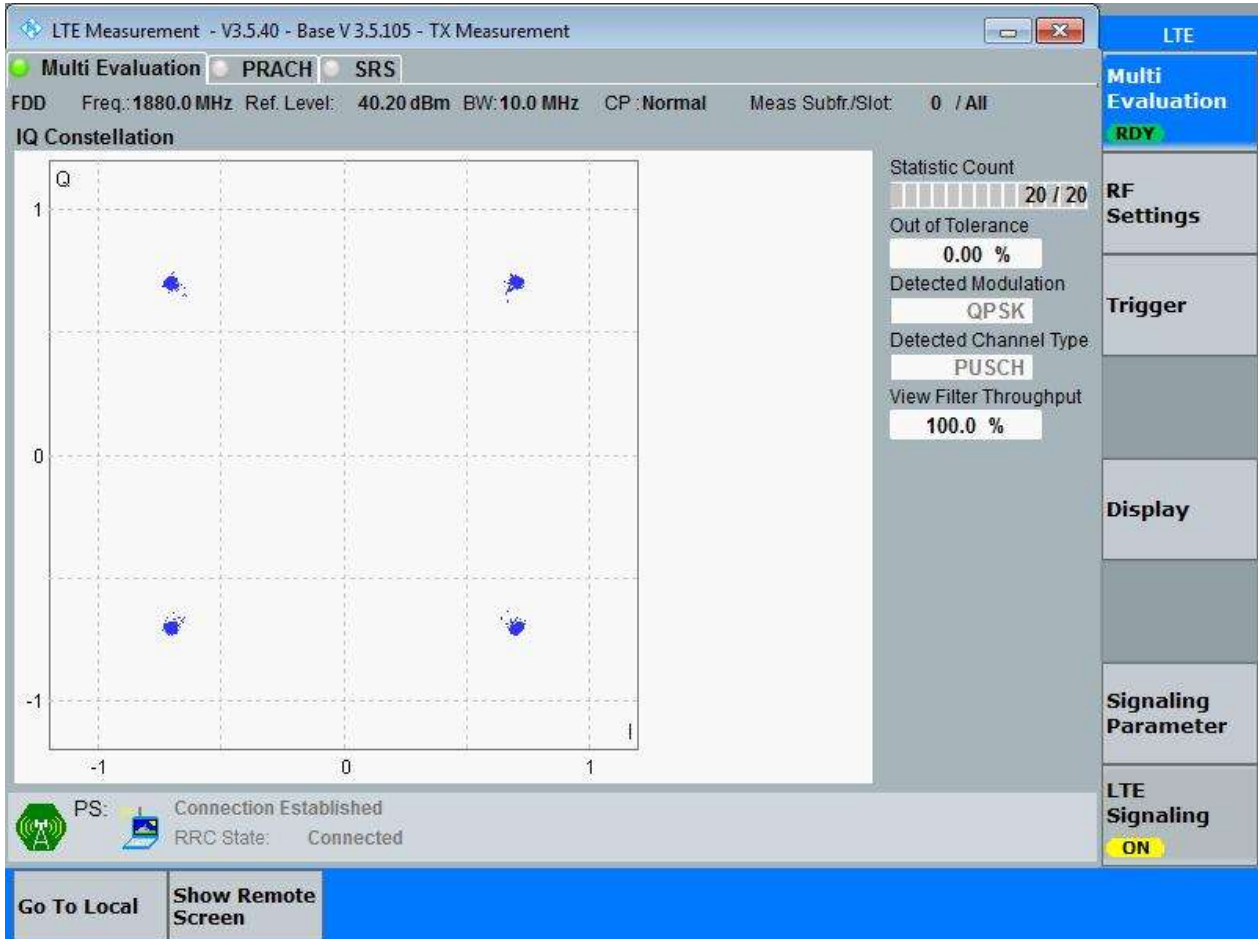 LTE Measurement - V3.5.40 - Base V 3.5.105 - TX Measurement
LTE
Multi Evaluation PRACH SRS
FDD Freq.: 1880.0 MHz Ref. Level: 40.20 dBm BW: 10.0 MHz CP : Normal Meas Subfr./Slot: 0 / All
IQ Constellation
Q
1
0
-1
I
-1 0 1
Statistic Count
20 / 20
Out of Tolerance
0.00 %
Detected Modulation
QPSK
Detected Channel Type
PUSCH
View Filter Throughput
100.0 %
PS: Connection Established
RRC State: Connected
Multi
Evaluation
RDY
RF
Settings
Trigger
Display
Signaling
Parameter
LTE
Signaling
ON
Go To Local
Show Remote
Screen